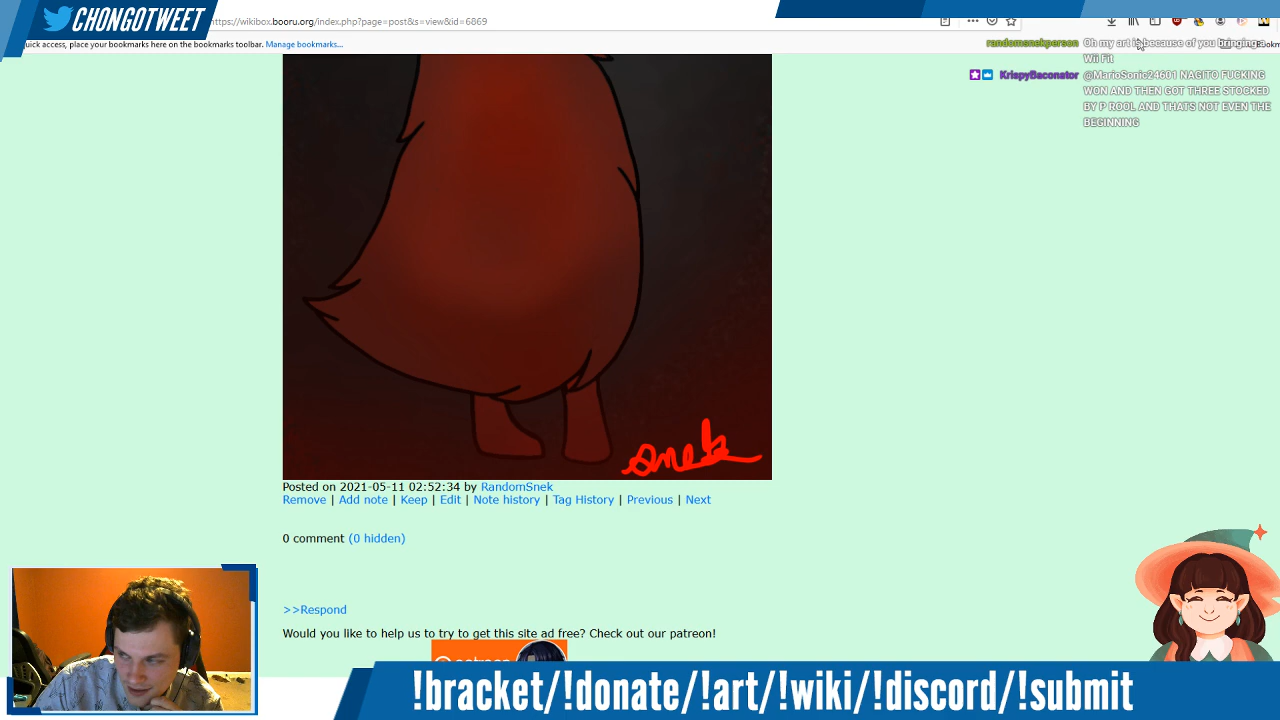 CHONGOTWEET
https://wikibox.booru.org/index.php?page=post&s=view&id=6869
uick access, place your bookmarks here on the bookmarks toolbar. Manage bookmarks...
randomsnekperson Oh my art is because of you bringing
Wii Fit
KrispyBaconator @MarioSonic24601 NAGITO FUCKING
WON AND THEN GOT THREE STOCKED
BY P ROOL AND THATS NOT EVEN THE
BEGINNING
snek
Posted on 2021-05-11 02:52:34 by RandomSnek
Remove | Add note | Keep | Edit | Note history | Tag History | Previous | Next
0 comment (0 hidden)
>>Respond
Would you like to help us to try to get this site ad free? Check out our patreon!
!bracket/!donate/!art/!wiki/!discord/!submit